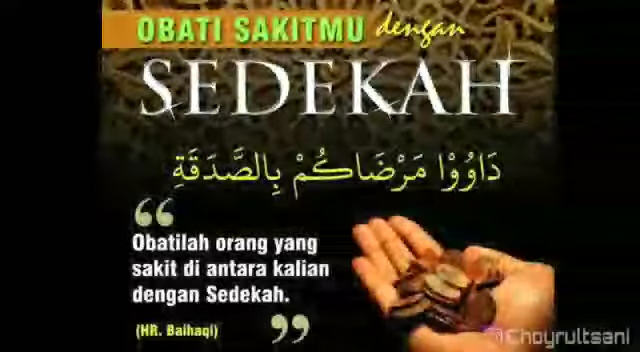 OBATI SAKITMU dengan
SEDEKAH
دَاوُوْا مَرْضَاكُمْ بِالصَّدَقَةِ
“
Obatilah orang yang
sakit di antara kalian
dengan Sedekah.
(HR. Baihaqi) ”
Choyrultsani